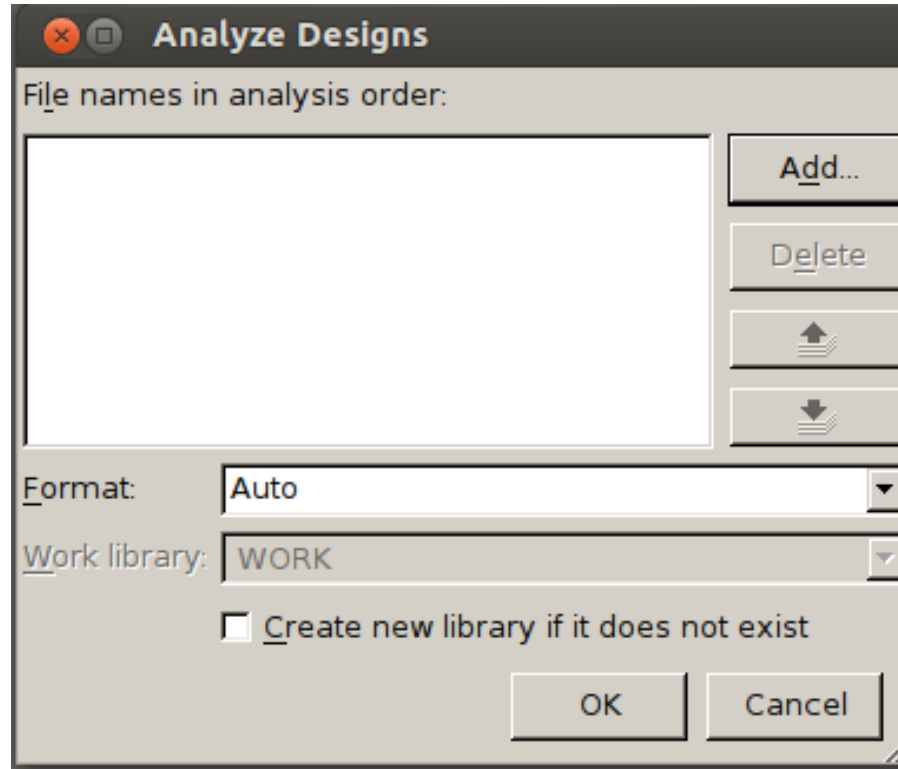 Analyze Designs
File names in analysis order:
Add...
Delete
Format: Auto
Work library: WORK
Create new library if it does not exist
OK Cancel